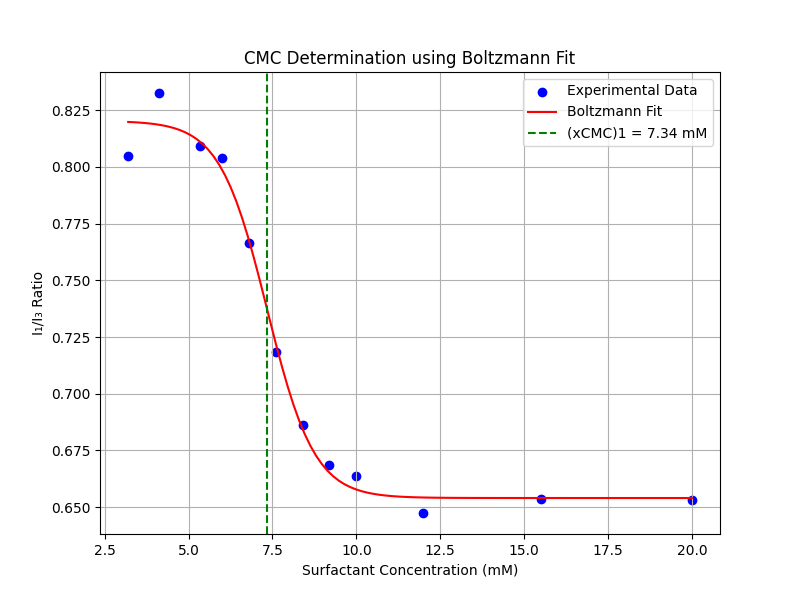 CMC Determination using Boltzmann Fit
Experimental Data
Boltzmann Fit
(xCMC)1 = 7.34 mM
I₁/I₃ Ratio
0.825
0.800
0.775
0.750
0.725
0.700
0.675
0.650
2.5 5.0 7.5 10.0 12.5 15.0 17.5 20.0
Surfactant Concentration (mM)